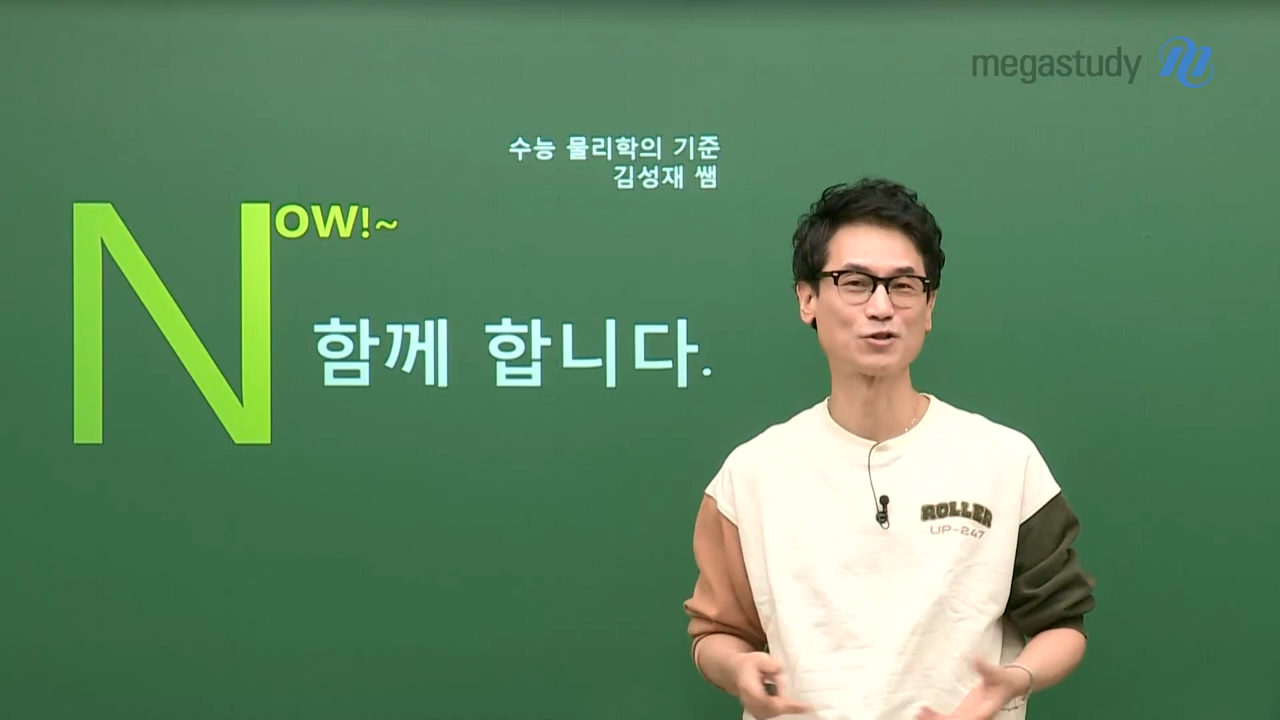 megastudy
수능 물리학의 기준
김성재 쌤
NOW!~
함께 합니다.
ROLLER
UP-247